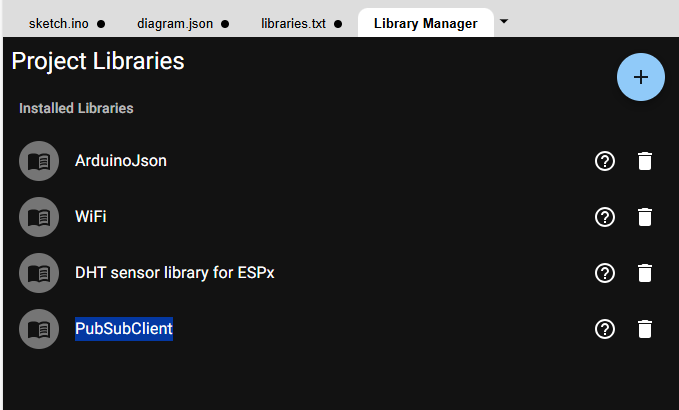 sketch.ino ● diagram.json ● libraries.txt ● Library Manager
Project Libraries
Installed Libraries
ArduinoJson
WiFi
DHT sensor library for ESPx
PubSubClient